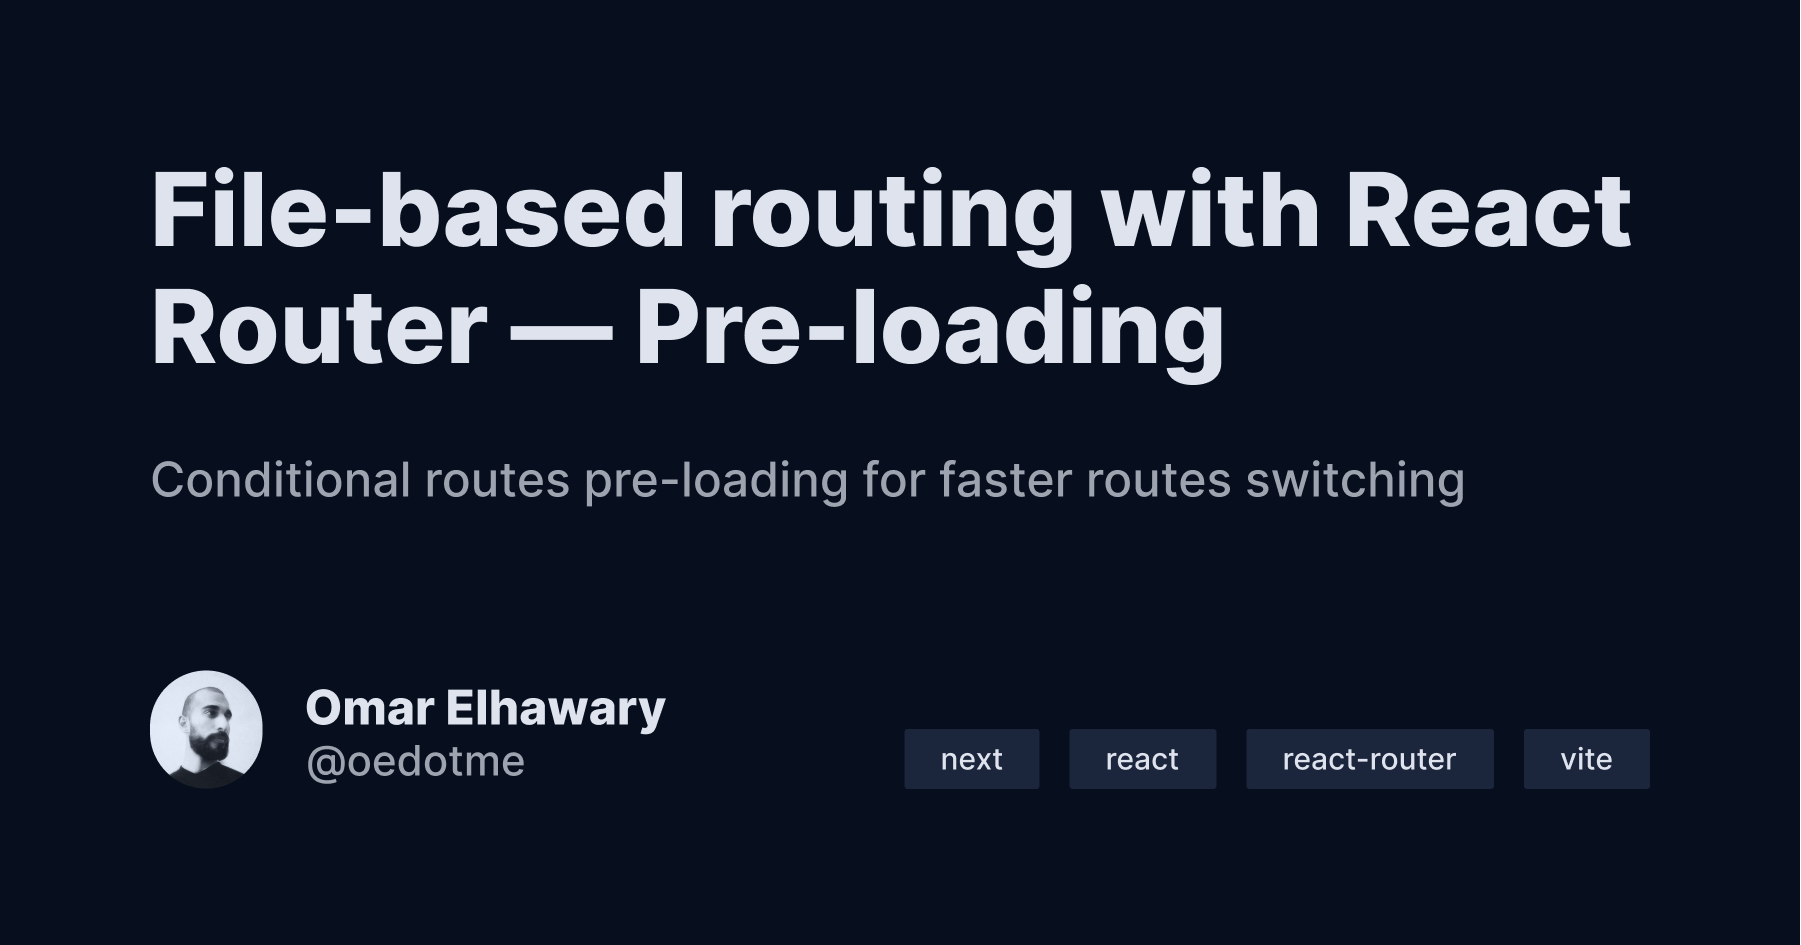 File-based routing with React
Router — Pre-loading
Conditional routes pre-loading for faster routes switching
Omar Elhawary
@oedotme
next
react
react-router
vite